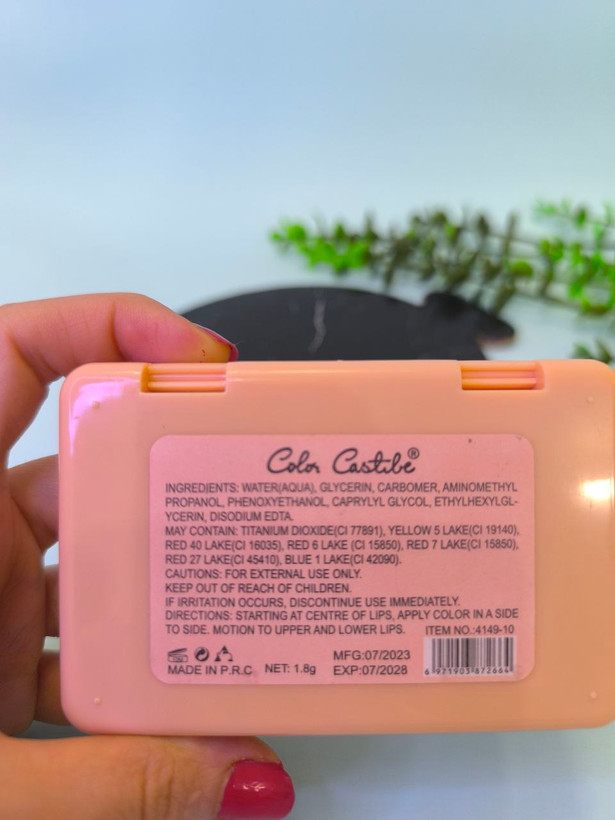 Color Castibe®
INGREDIENTS: WATER(AQUA), GLYCERIN, CARBOMER, AMINOMETHYL
PROPANOL, PHENOXYETHANOL, CAPRYLYL GLYCOL, ETHYLHEXYLGL-
YCERIN, DISODIUM EDTA.
MAY CONTAIN: TITANIUM DIOXIDE(CI 77891), YELLOW 5 LAKE(CI 19140),
RED 40 LAKE(CI 16035), RED 6 LAKE (CI 15850), RED 7 LAKE(CI 15850),
RED 27 LAKE(CI 45410), BLUE 1 LAKE(CI 42090).
CAUTIONS: FOR EXTERNAL USE ONLY.
KEEP OUT OF REACH OF CHILDREN.
IF IRRITATION OCCURS, DISCONTINUE USE IMMEDIATELY.
DIRECTIONS: STARTING AT CENTRE OF LIPS, APPLY COLOR IN A SIDE
TO SIDE. MOTION TO UPPER AND LOWER LIPS. ITEM NO.:4149-10
MADE IN P.R.C NET: 1.8g
MFG:07/2023
EXP:07/2028
6 971903 872664